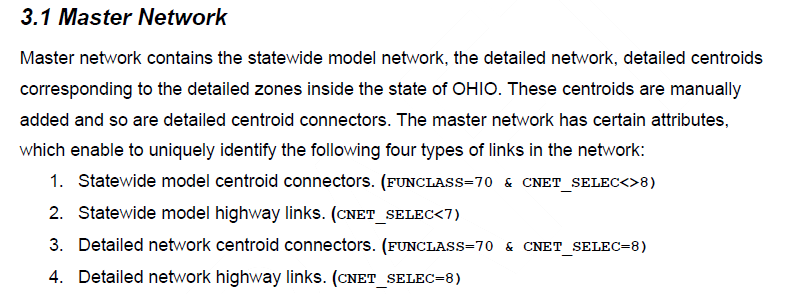 3.1 Master Network
Master network contains the statewide model network, the detailed network, detailed centroids
corresponding to the detailed zones inside the state of OHIO. These centroids are manually
added and so are detailed centroid connectors. The master network has certain attributes,
which enable to uniquely identify the following four types of links in the network:
1. Statewide model centroid connectors. (FUNCLASS=70 & CNET_SELEC<>8)
2. Statewide model highway links. (CNET_SELEC<7)
3. Detailed network centroid connectors. (FUNCLASS=70 & CNET_SELEC=8)
4. Detailed network highway links. (CNET_SELEC=8)